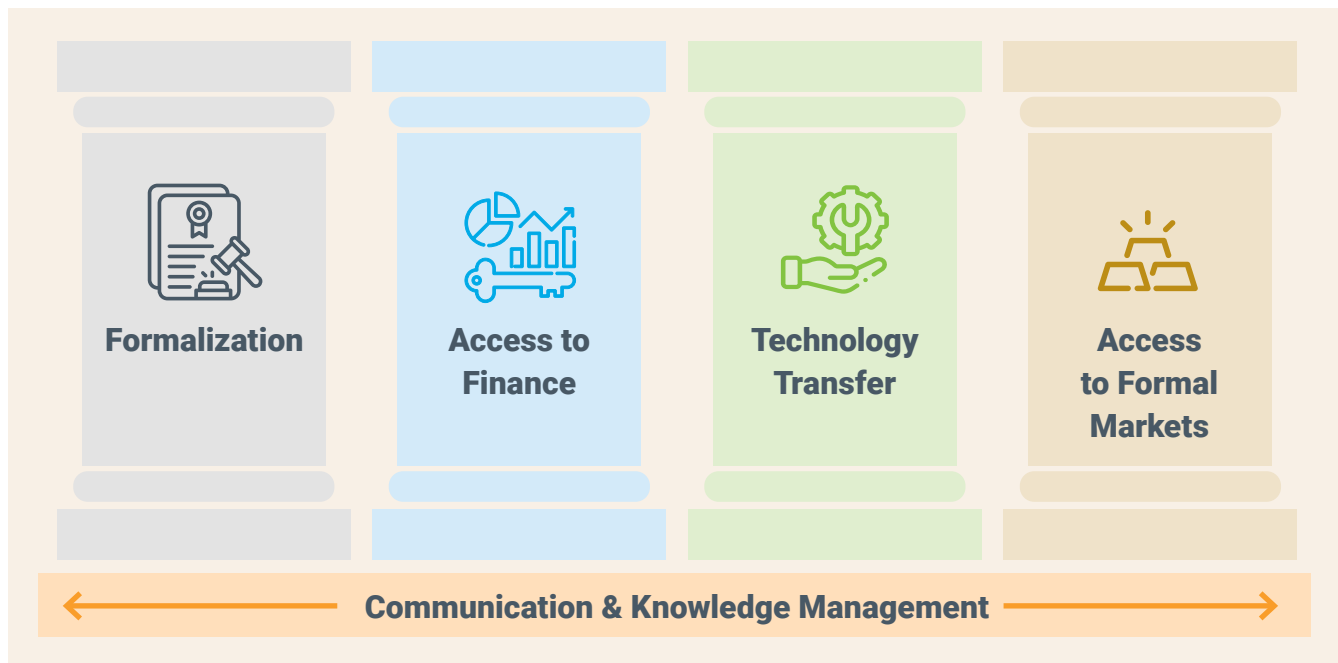 Formalization
Access to
Finance
Technology
Transfer
Access
to Formal
Markets
Communication & Knowledge Management